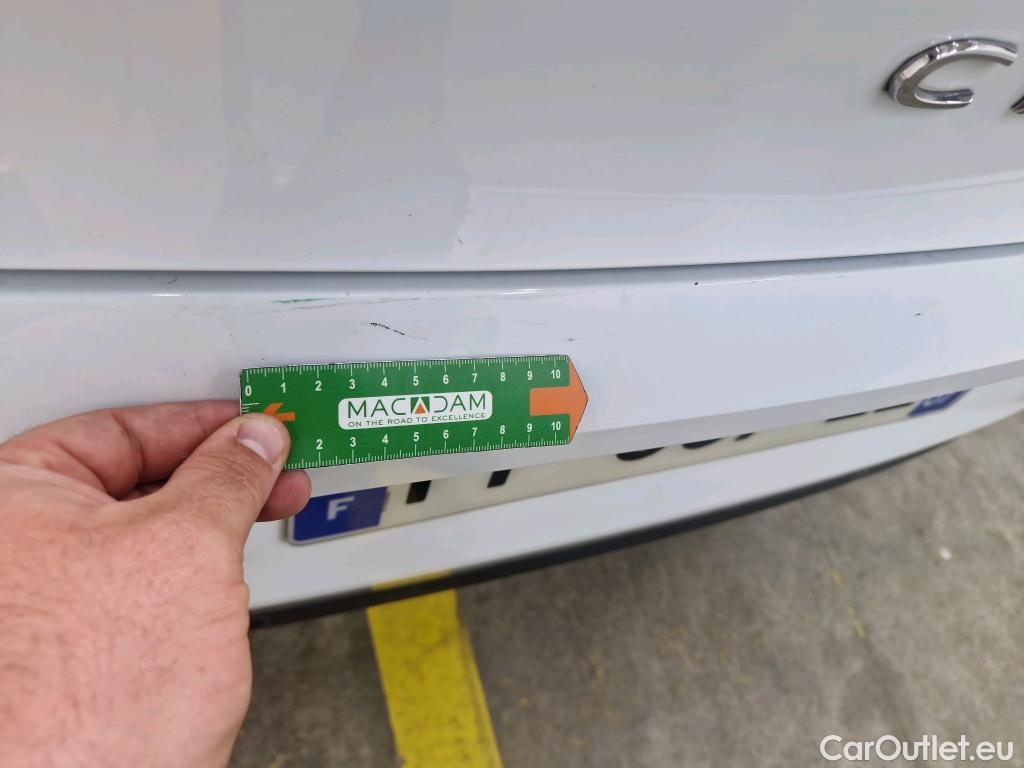 C
0 1 2 3 4 5 6 7 8 9 10
MACADAM
ON THE ROAD TO EXCELLENCE
2 3 4 5 6 7 8 9 10
F
CarOutlet.eu